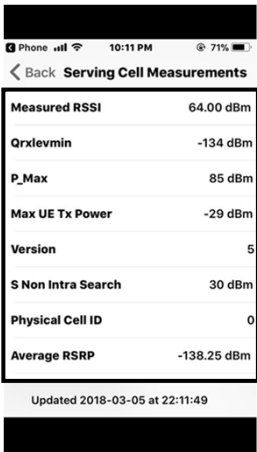 Phone 10:11 PM 71%
Back Serving Cell Measurements
Measured RSSI 64.00 dBm
Qrxlevmin -134 dBm
P_Max 85 dBm
Max UE Tx Power -29 dBm
Version 5
S Non Intra Search 30 dBm
Physical Cell ID 0
Average RSRP -138.25 dBm
Updated 2018-03-05 at 22:11:49